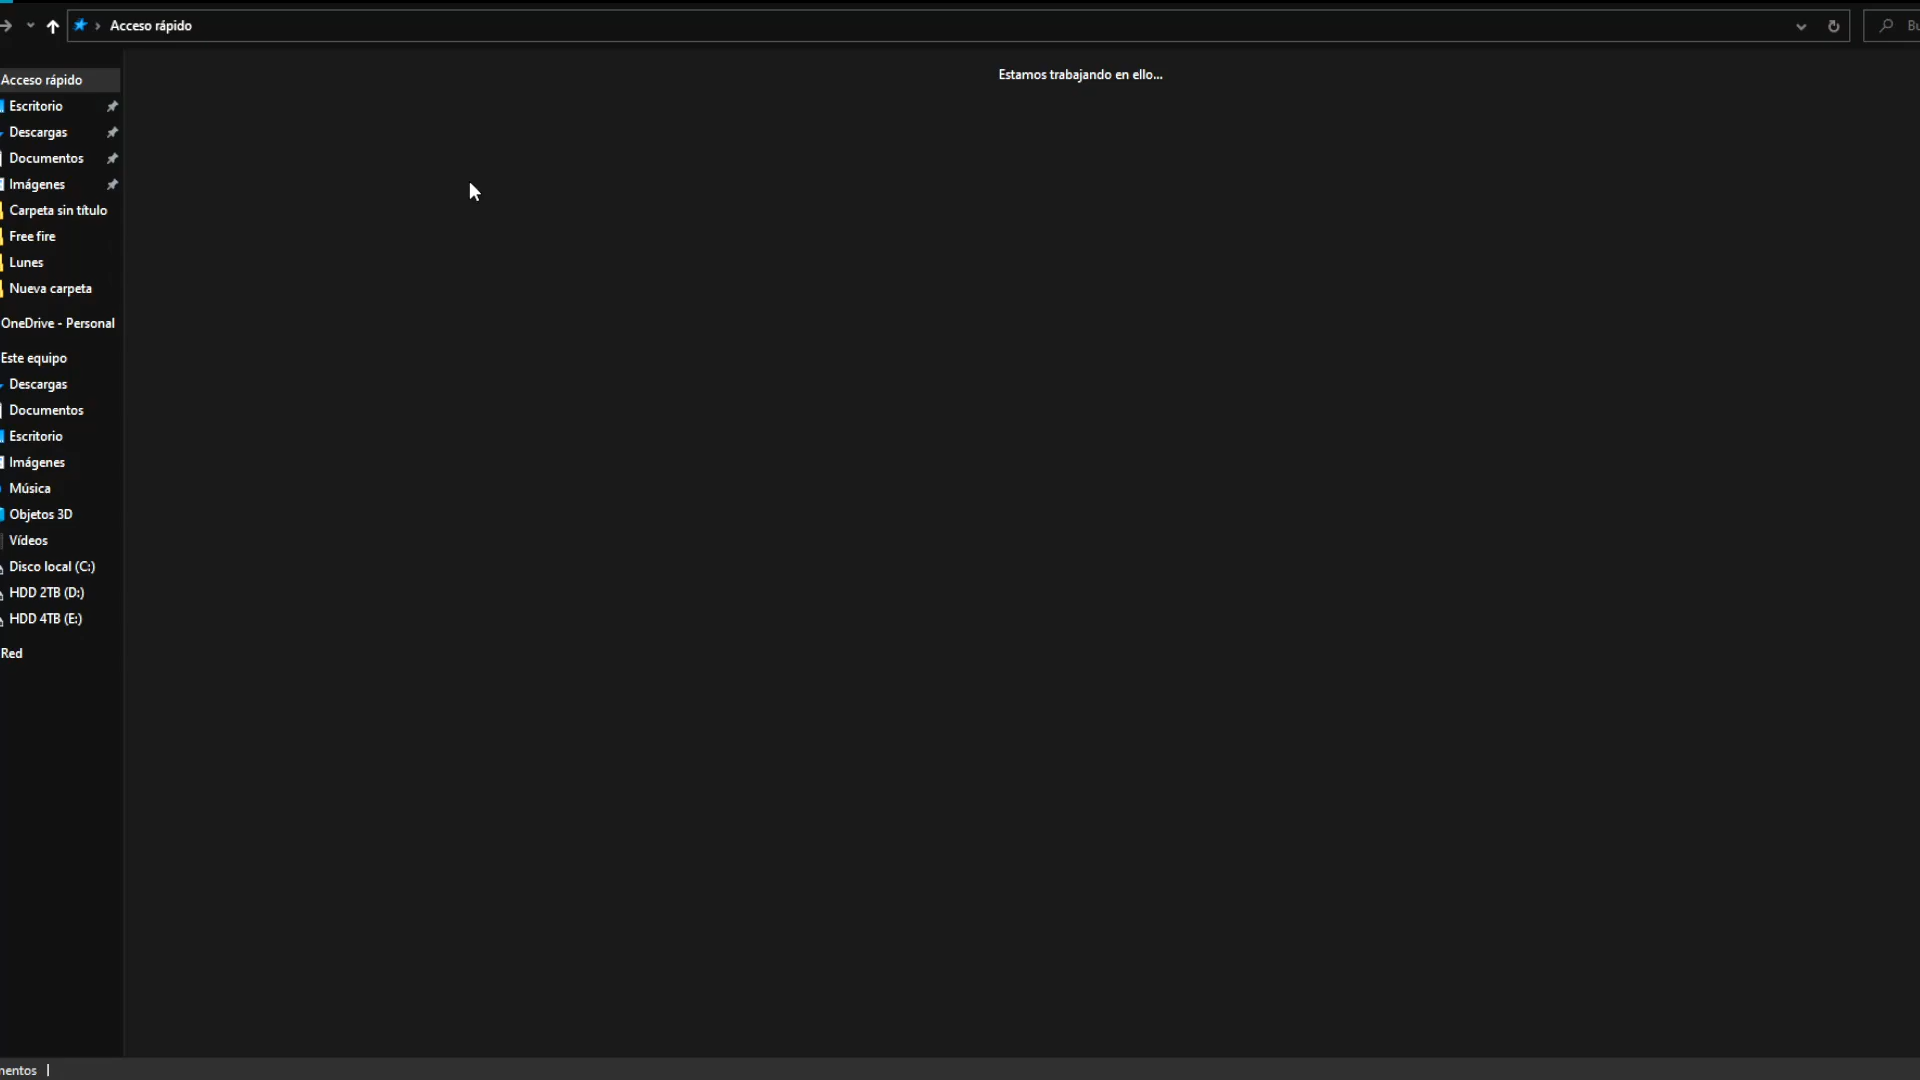 Acceso rápido
Acceso rápido
Estamos trabajando en ello...
Escritorio
Descargas
Documentos
Imágenes
Carpeta sin título
Free fire
Lunes
Nueva carpeta
OneDrive - Personal
Este equipo
Descargas
Documentos
Escritorio
Imágenes
Música
Objetos 3D
Vídeos
Disco local (C:)
HDD 2TB (D:)
HDD 4TB (E:)
Red